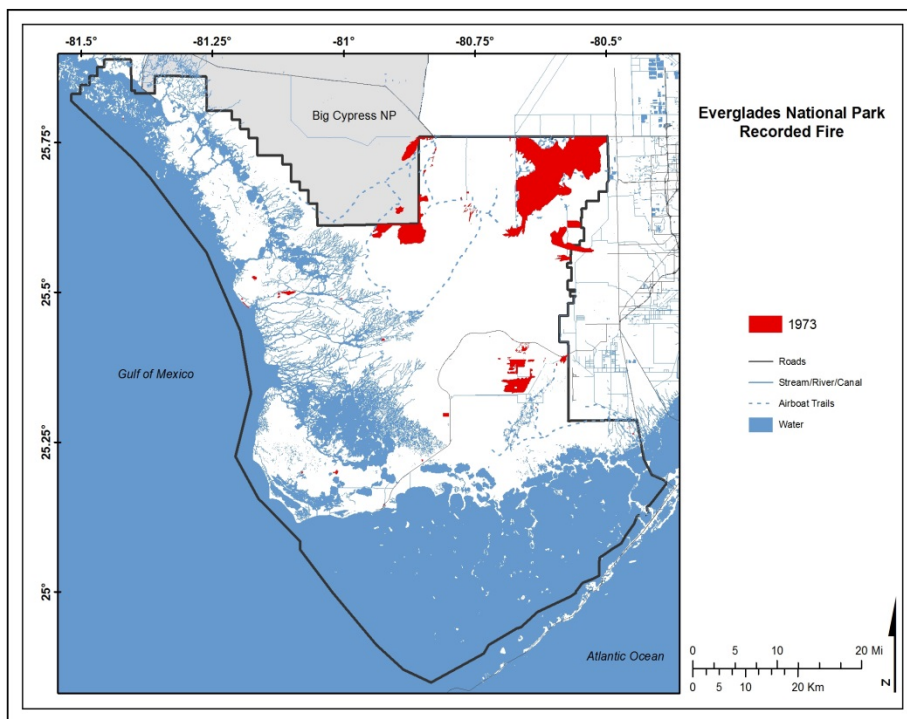 -81.5°
-81.25°
-81°
-80.75°
-80.5°
25.75°
25.5°
25.25°
25°
Big Cypress NP
Gulf of Mexico
Atlantic Ocean
Everglades National Park
Recorded Fire
1973
Roads
Stream/River/Canal
Airboat Trails
Water
0 5 10 20 Mi
0 5 10 20 Km
N